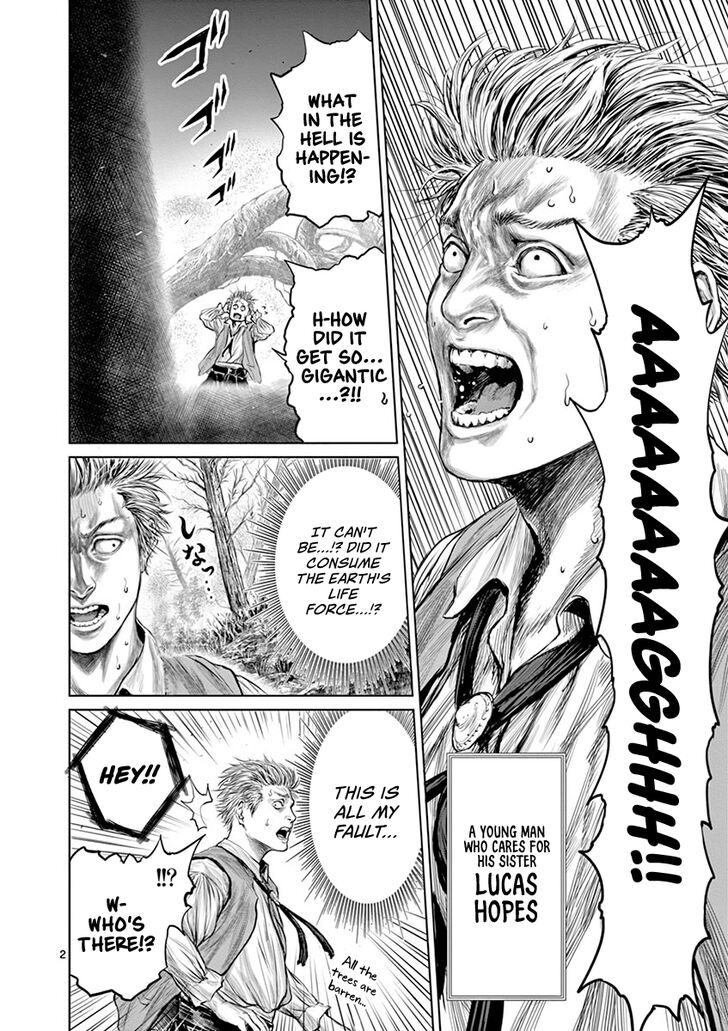 AAAAAAAAAGGHHH!!
A YOUNG MAN
WHO CARES FOR
HIS SISTER
LUCAS
HOPES
WHAT
IN THE
HELL IS
HAPPEN-
ING!?
H-HOW
DID IT
GET SO...
GIGANTIC
...?!!
ゴゴゴゴ
IT CAN'T
BE...!? DID IT
CONSUME
THE EARTH'S
LIFE
FORCE...!?
しなっ…
THIS IS
ALL MY
FAULT...
All the
trees are
barren...
HEY!!
!!?
W-
WHO'S
THERE!?
2